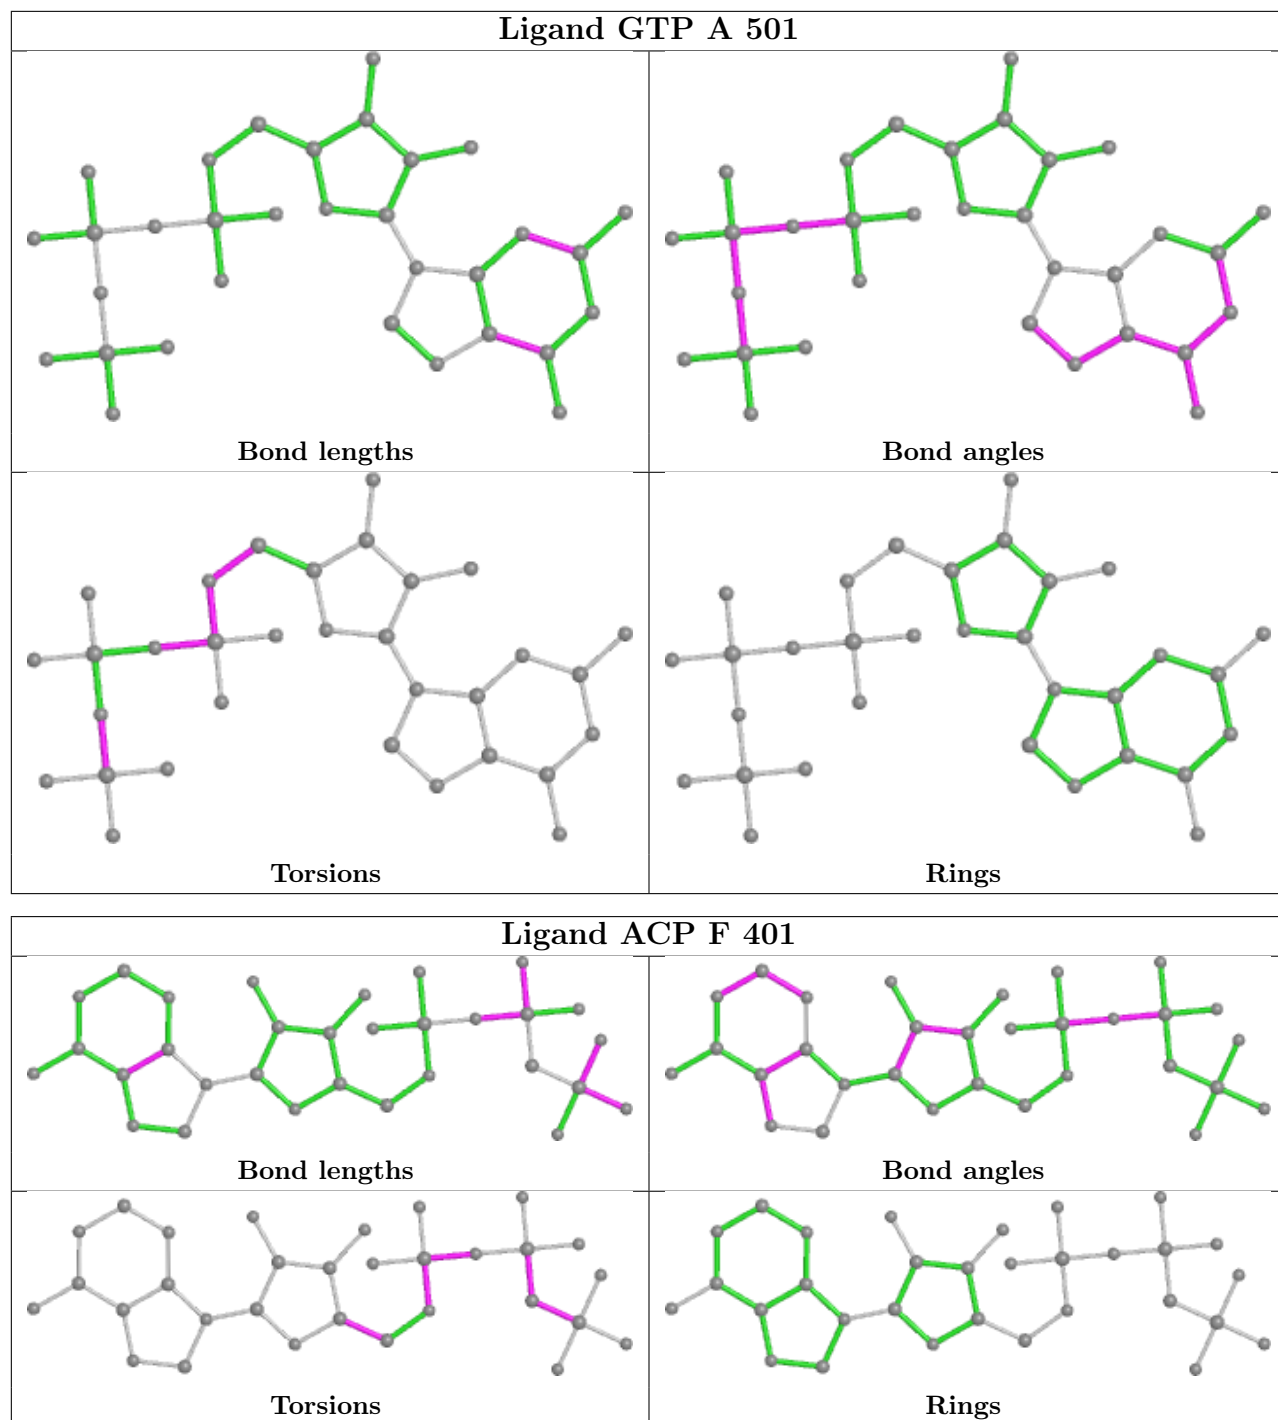 Ligand GTP A 501
Bond lengths
Bond angles
Torsions
Rings
Ligand ACP F 401
Bond lengths
Bond angles
Torsions
Rings